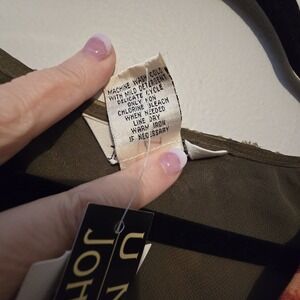 MACHINE WASH COLD
WITH MILD DETERGENT
DELICATE CYCLE
ONLY NON
CHLORINE BLEACH
WHEN NEEDED
LINE DRY
WARM IRON
IF NECESSARY